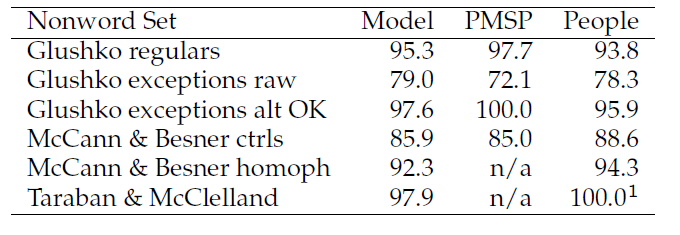 Nonword Set Model PMSP People
Glushko regulars 95.3 97.7 93.8
Glushko exceptions raw 79.0 72.1 78.3
Glushko exceptions alt OK 97.6 100.0 95.9
McCann & Besner ctrls 85.9 85.0 88.6
McCann & Besner homoph 92.3 n/a 94.3
Taraban & McClelland 97.9 n/a 100.0¹